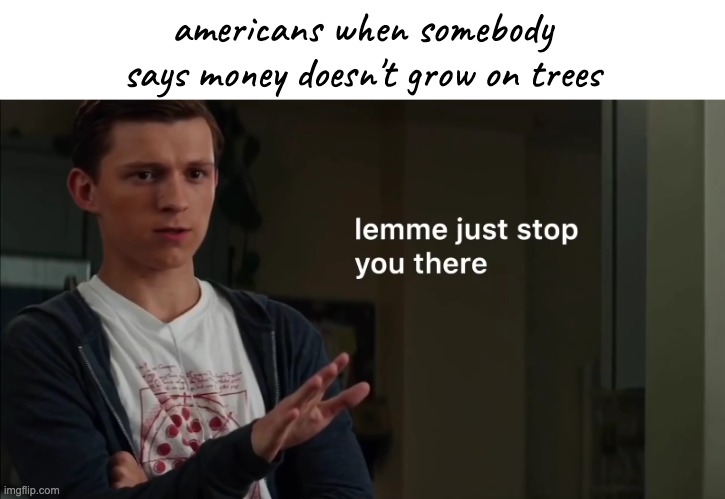 americans when somebody
says money doesn't grow on trees
lemme just stop
you there
imgflip.com